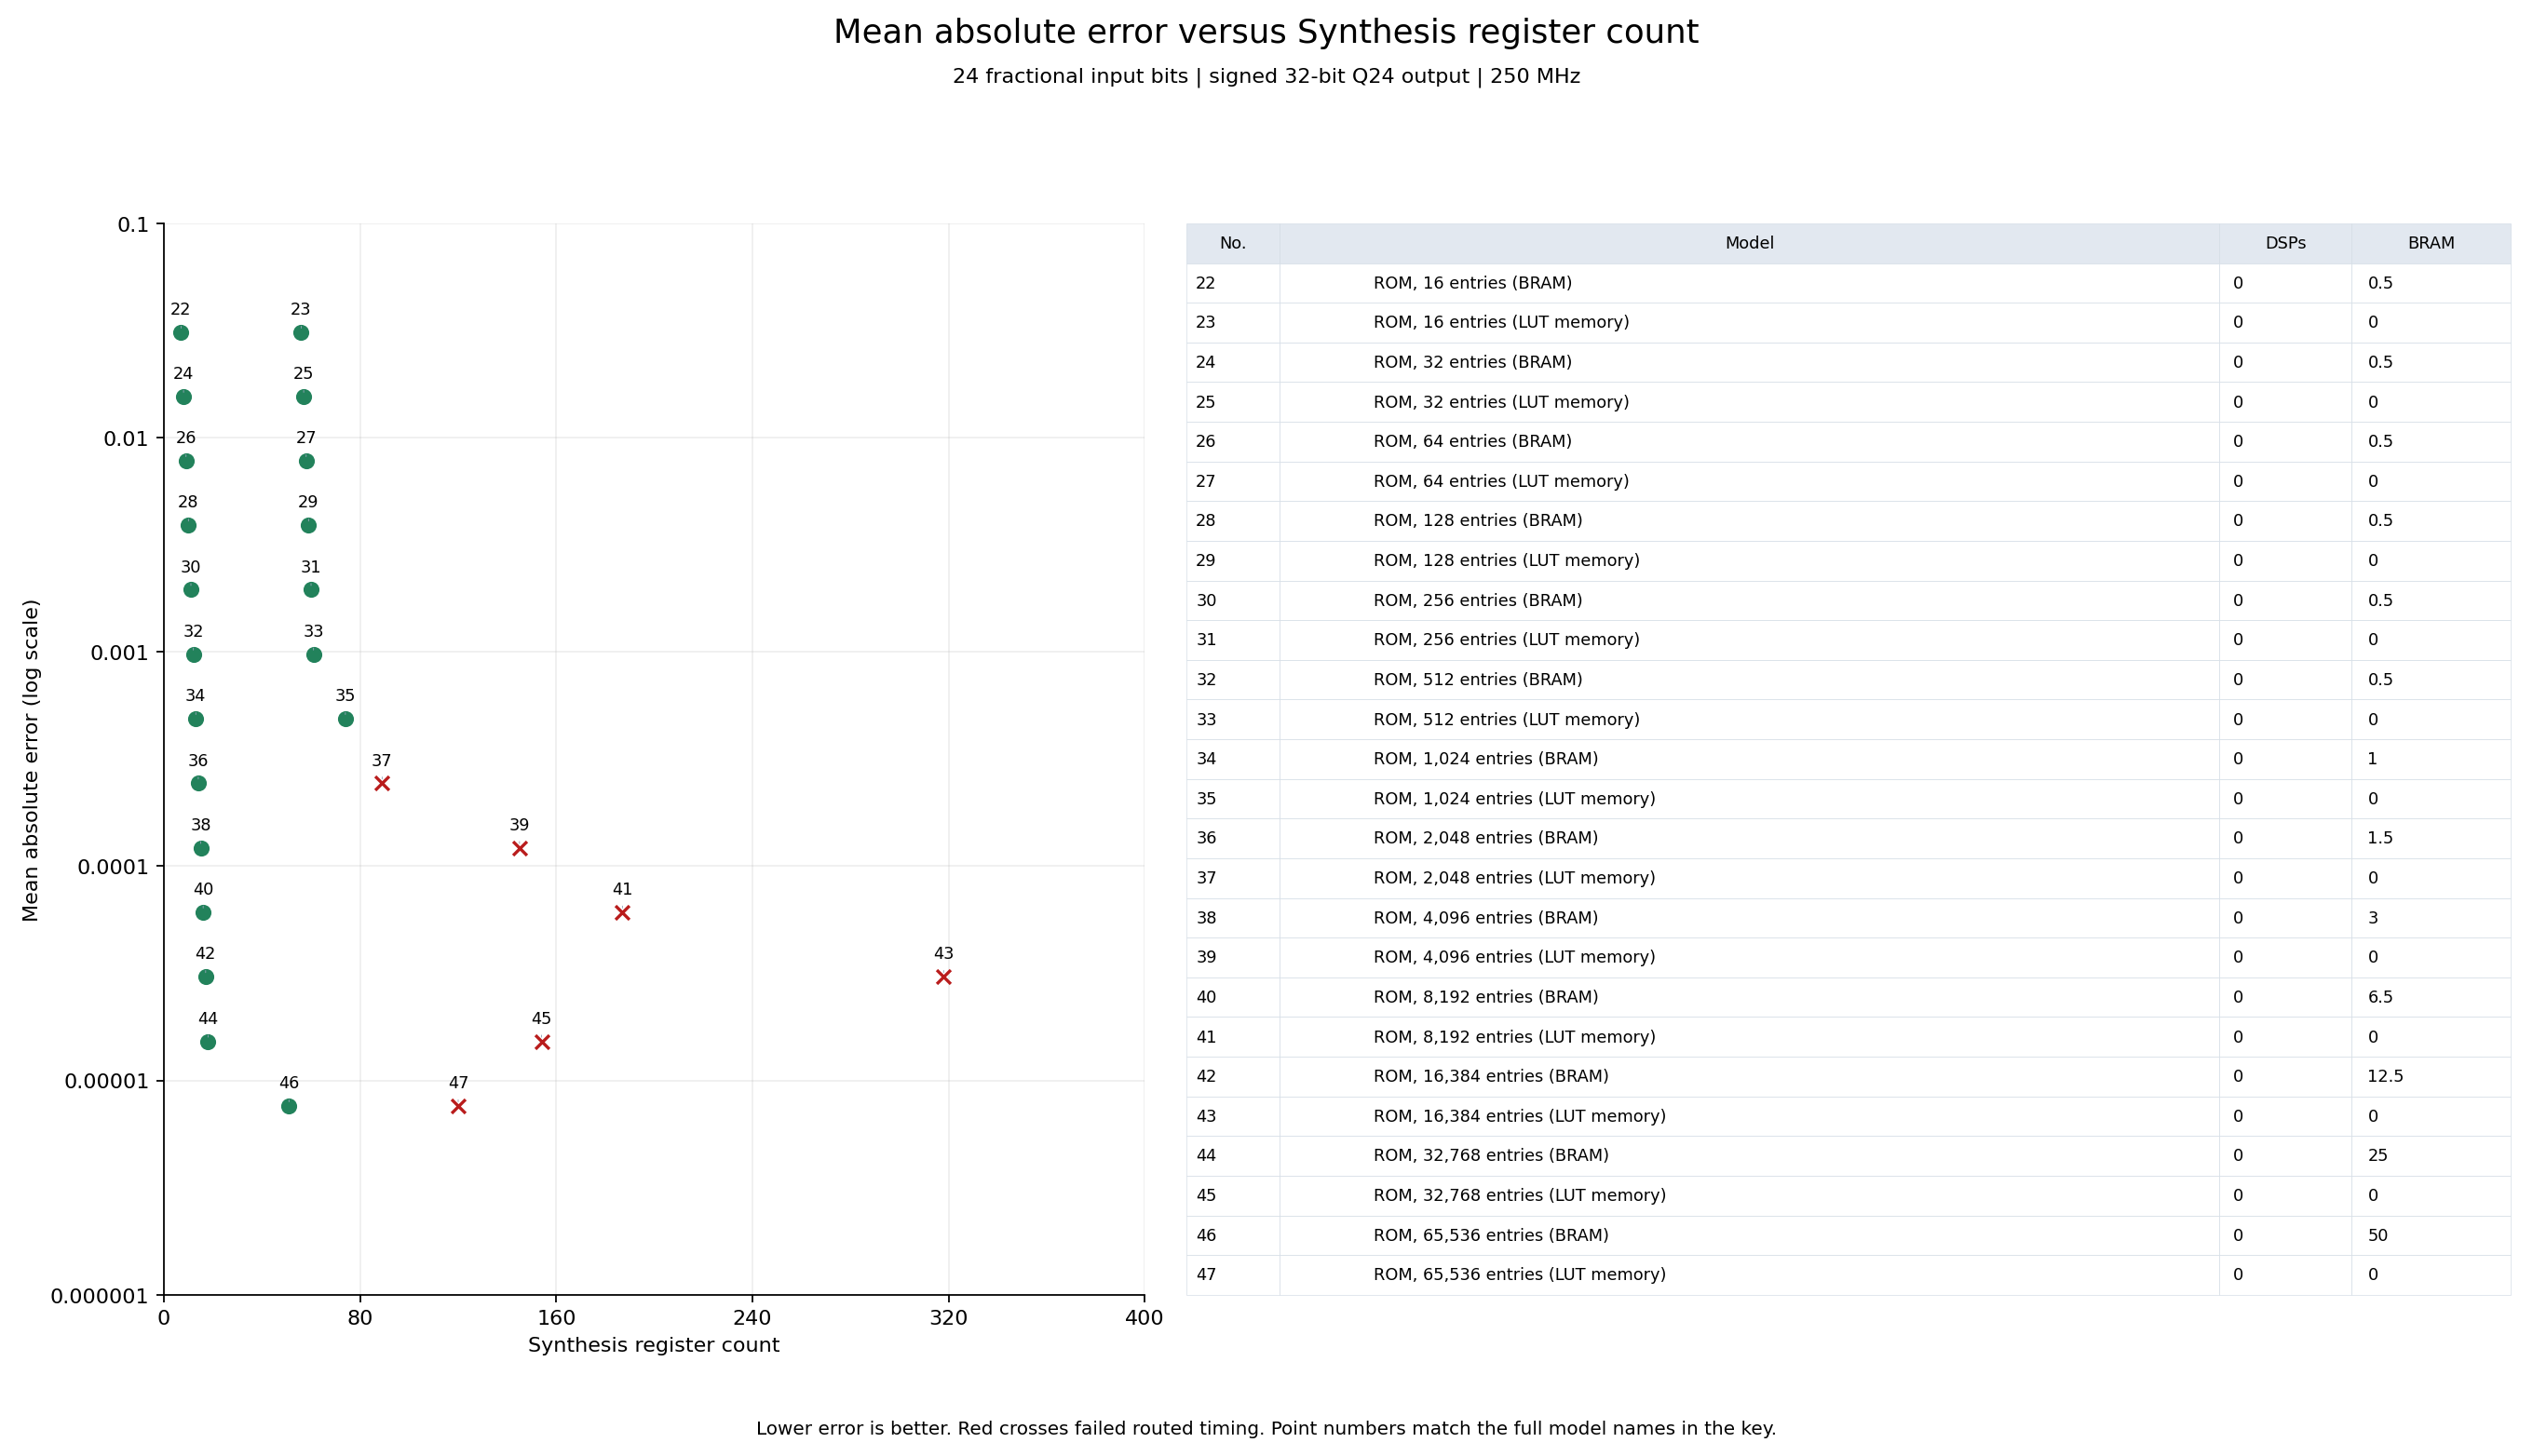 Mean absolute error versus Synthesis register count
24 fractional input bits | signed 32-bit Q24 output | 250 MHz
Mean absolute error (log scale)
0.1
0.01
0.001
0.0001
0.00001
0.000001
22 23
24 25
26 27
28 29
30 31
32 33
34 35
36 37
38 39
40 41
42 43
44 45
46 47
0 80 160 240 320 400
Synthesis register count
No. Model DSPs BRAM
22 ROM, 16 entries (BRAM) 0 0.5
23 ROM, 16 entries (LUT memory) 0 0
24 ROM, 32 entries (BRAM) 0 0.5
25 ROM, 32 entries (LUT memory) 0 0
26 ROM, 64 entries (BRAM) 0 0.5
27 ROM, 64 entries (LUT memory) 0 0
28 ROM, 128 entries (BRAM) 0 0.5
29 ROM, 128 entries (LUT memory) 0 0
30 ROM, 256 entries (BRAM) 0 0.5
31 ROM, 256 entries (LUT memory) 0 0
32 ROM, 512 entries (BRAM) 0 0.5
33 ROM, 512 entries (LUT memory) 0 0
34 ROM, 1,024 entries (BRAM) 0 1
35 ROM, 1,024 entries (LUT memory) 0 0
36 ROM, 2,048 entries (BRAM) 0 1.5
37 ROM, 2,048 entries (LUT memory) 0 0
38 ROM, 4,096 entries (BRAM) 0 3
39 ROM, 4,096 entries (LUT memory) 0 0
40 ROM, 8,192 entries (BRAM) 0 6.5
41 ROM, 8,192 entries (LUT memory) 0 0
42 ROM, 16,384 entries (BRAM) 0 12.5
43 ROM, 16,384 entries (LUT memory) 0 0
44 ROM, 32,768 entries (BRAM) 0 25
45 ROM, 32,768 entries (LUT memory) 0 0
46 ROM, 65,536 entries (BRAM) 0 50
47 ROM, 65,536 entries (LUT memory) 0 0
Lower error is better. Red crosses failed routed timing. Point numbers match the full model names in the key.